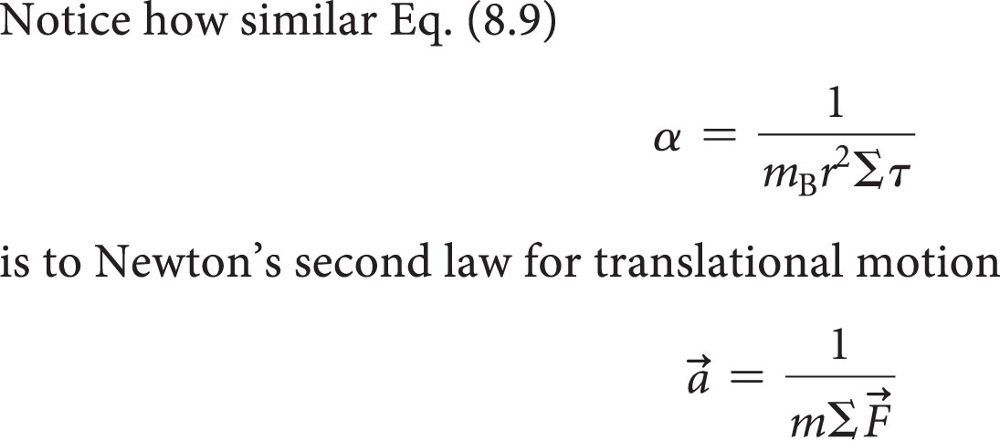 Notice how similar Eq. (8.9)
α = 1 / (m_B r² Σ τ)
is to Newton’s second law for translational motion
a⃗ = 1 / (m Σ F⃗)